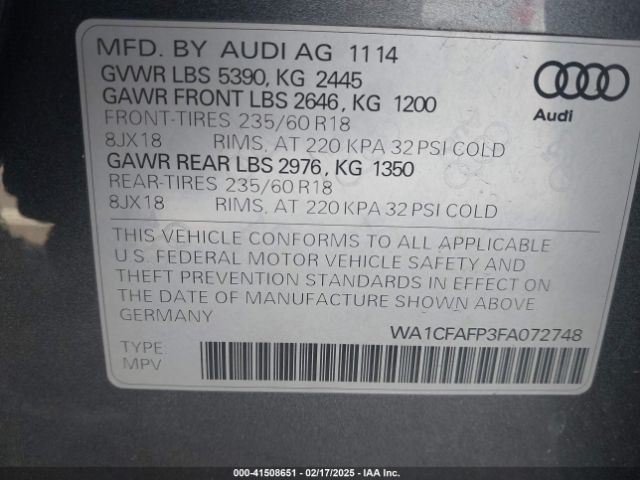 MFD. BY AUDI AG 11 14
GVWR LBS 5390, KG 2445
GAWR FRONT LBS 2646, KG 1200
FRONT-TIRES 235/60 R18
8JX18 RIMS, AT 220 KPA 32 PSI COLD
GAWR REAR LBS 2976, KG 1350
REAR-TIRES 235/60 R18
8JX18 RIMS, AT 220 KPA 32 PSI COLD
Audi
THIS VEHICLE CONFORMS TO ALL APPLICABLE
U.S. FEDERAL MOTOR VEHICLE SAFETY AND
THEFT PREVENTION STANDARDS IN EFFECT ON
THE DATE OF MANUFACTURE SHOWN ABOVE
GERMANY
WA1CFAFP3FA072748
TYPE:
MPV
000-41508651 | 02/17/2025 | IAAI.com